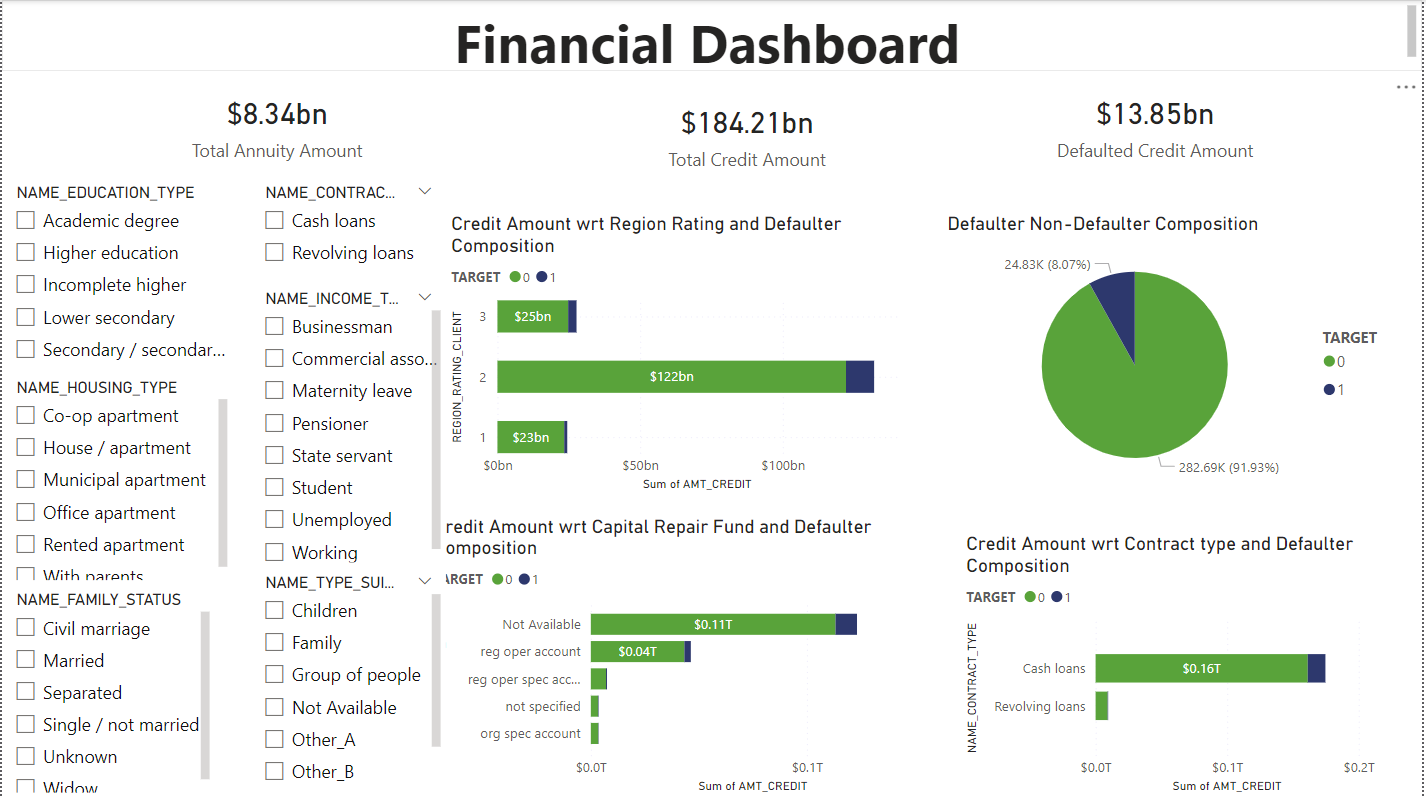 Financial Dashboard
$8.34bn
Total Annuity Amount
$184.21bn
Total Credit Amount
$13.85bn
Defaulted Credit Amount
NAME_EDUCATION_TYPE
Academic degree
Higher education
Incomplete higher
Lower secondary
Secondary / secondar...
NAME_HOUSING_TYPE
Co-op apartment
House / apartment
Municipal apartment
Office apartment
Rented apartment
With parents
NAME_FAMILY_STATUS
Civil marriage
Married
Separated
Single / not married
Unknown
Widow
NAME_CONTRAC...
Cash loans
Revolving loans
NAME_INCOME_T...
Businessman
Commercial asso...
Maternity leave
Pensioner
State servant
Student
Unemployed
Working
NAME_TYPE_SUI...
Children
Family
Group of people
Not Available
Other_A
Other_B
Credit Amount wrt Region Rating and Defaulter
Composition
TARGET 0 1
REGION_RATING_CLIENT
3
$25bn
2
$122bn
1
$23bn
$0bn $50bn $100bn
Sum of AMT_CREDIT
Defaulter Non-Defaulter Composition
24.83K (8.07%)
282.69K (91.93%)
TARGET
0
1
redit Amount wrt Capital Repair Fund and Defaulter
omposition
ARGET 0 1
Not Available
$0.11T
reg oper account
$0.04T
reg oper spec acc...
not specified
org spec account
$0.0T $0.1T
Sum of AMT_CREDIT
Credit Amount wrt Contract type and Defaulter
Composition
TARGET 0 1
NAME_CONTRACT_TYPE
Cash loans
$0.16T
Revolving loans
$0.0T $0.1T $0.2T
Sum of AMT_CREDIT